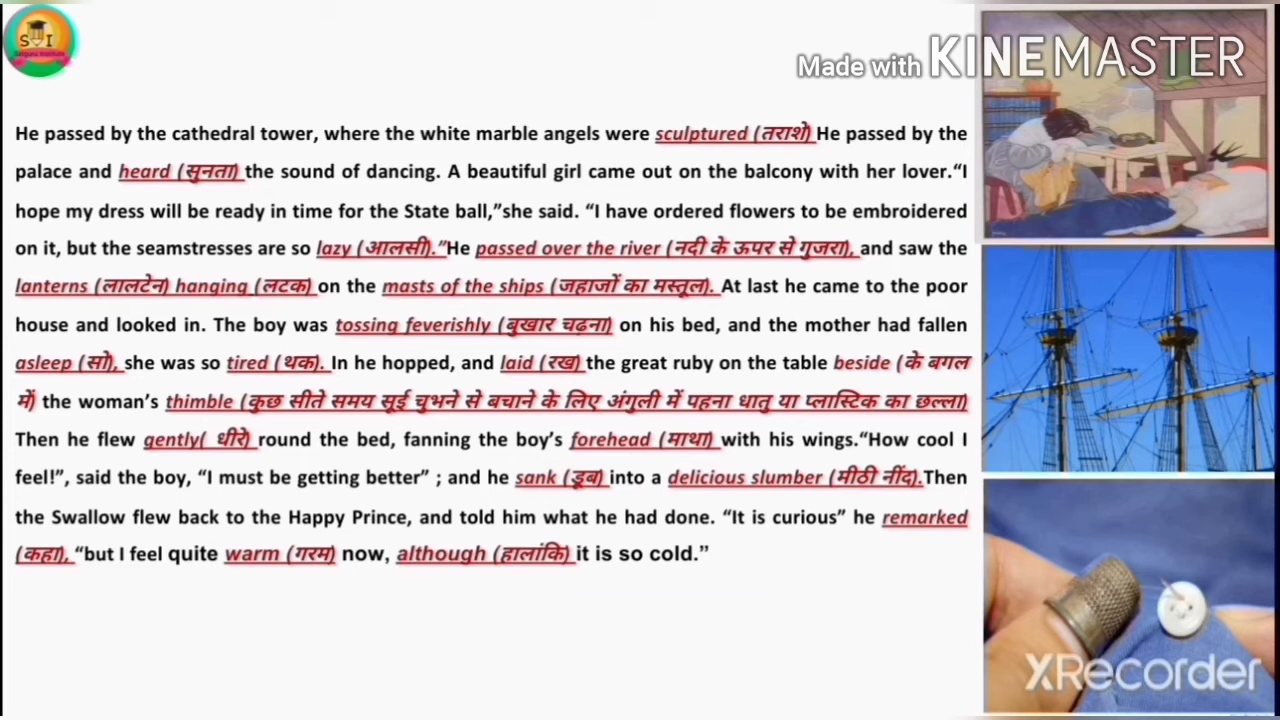 S I
Made with KINEMASTER
He passed by the cathedral tower, where the white marble angels were sculptured (तराशे) He passed by the
palace and heard (सुनता) the sound of dancing. A beautiful girl came out on the balcony with her lover.“I
hope my dress will be ready in time for the State ball,”she said. “I have ordered flowers to be embroidered
on it, but the seamstresses are so lazy (आलसी).”He passed over the river (नदी के ऊपर से गुजरा), and saw the
lanterns (लालटेन) hanging (लटक) on the masts of the ships (जहाजों का मस्तूल). At last he came to the poor
house and looked in. The boy was tossing feverishly (बुखार चढ़ना) on his bed, and the mother had fallen
asleep (सो), she was so tired (थक). In he hopped, and laid (रख) the great ruby on the table beside (के बगल
में) the woman’s thimble (कुछ सीते समय सूई चुभने से बचाने के लिए अंगुली में पहना धातु या प्लास्टिक का छल्ला)
Then he flew gently( धीरे) round the bed, fanning the boy’s forehead (माथा) with his wings.“How cool I
feel!”, said the boy, “I must be getting better” ; and he sank (डूब) into a delicious slumber (मीठी नींद).Then
the Swallow flew back to the Happy Prince, and told him what he had done. “It is curious” he remarked
(कहा), “but I feel quite warm (गरम) now, although (हालांकि) it is so cold.”
XRecorder